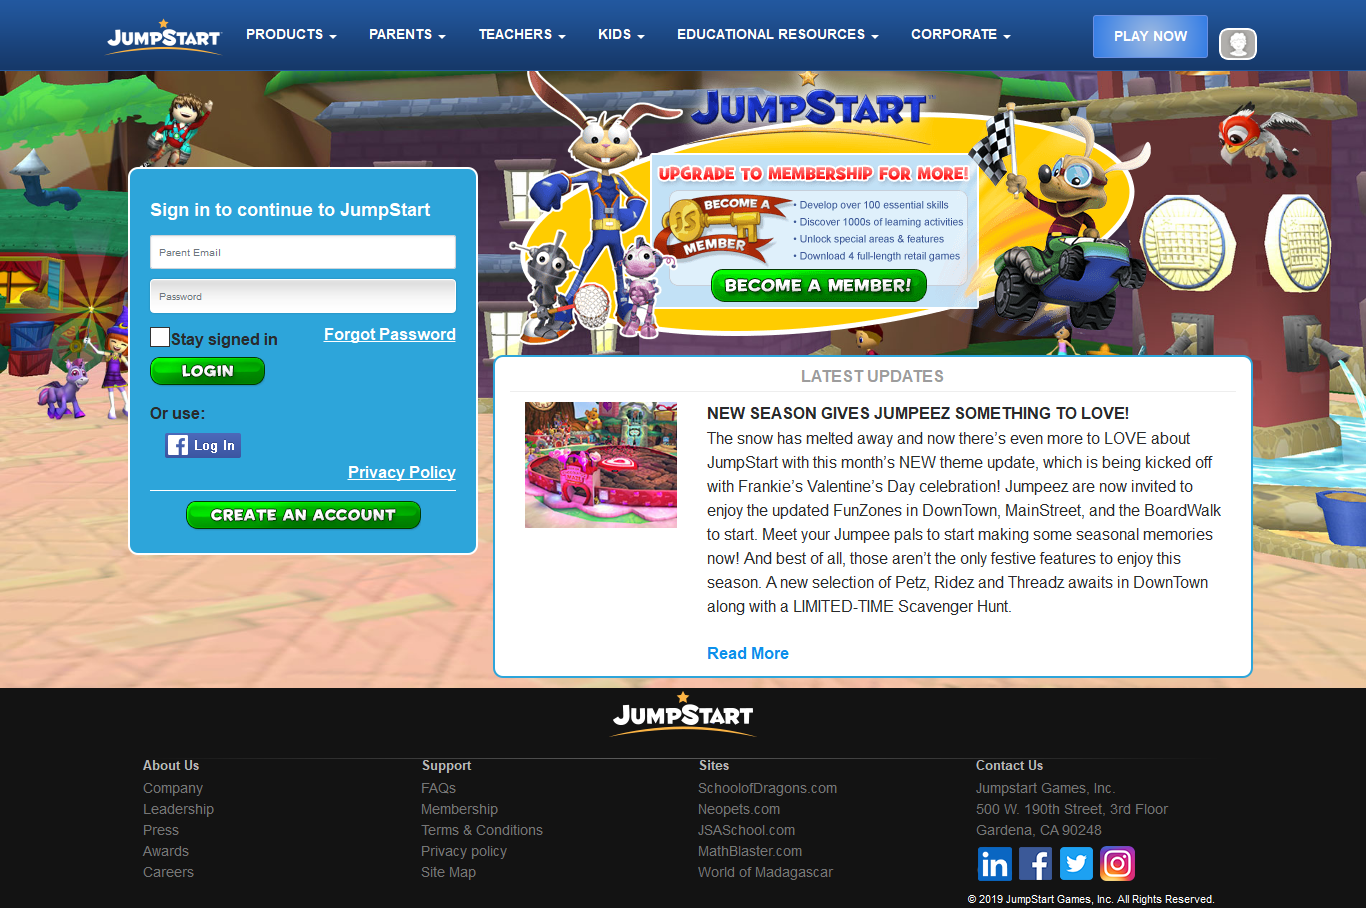 JUMPSTART
PRODUCTS
PARENTS
TEACHERS
KIDS
EDUCATIONAL RESOURCES
CORPORATE
PLAY NOW
JUMPSTART
Sign in to continue to JumpStart
Parent Email
Password
Stay signed in
Forgot Password
LOGIN
Or use:
Log In
Privacy Policy
CREATE AN ACCOUNT
UPGRADE TO MEMBERSHIP FOR MORE!
JS
BECOME A
MEMBER
• Develop over 100 essential skills
• Discover 1000s of learning activities
• Unlock special areas & features
• Download 4 full-length retail games
BECOME A MEMBER!
LATEST UPDATES
NEW SEASON GIVES JUMPEEZ SOMETHING TO LOVE!
The snow has melted away and now there’s even more to LOVE about
JumpStart with this month’s NEW theme update, which is being kicked off
with Frankie’s Valentine’s Day celebration! Jumpeez are now invited to
enjoy the updated FunZones in DownTown, MainStreet, and the BoardWalk
to start. Meet your Jumpee pals to start making some seasonal memories
now! And best of all, those aren’t the only festive features to enjoy this
season. A new selection of Petz, Ridez and Threadz awaits in DownTown
along with a LIMITED-TIME Scavenger Hunt.
Read More
JUMPSTART
About Us
Company
Leadership
Press
Awards
Careers
Support
FAQs
Membership
Terms & Conditions
Privacy policy
Site Map
Sites
SchoolofDragons.com
Neopets.com
JSASchool.com
MathBlaster.com
World of Madagascar
Contact Us
Jumpstart Games, Inc.
500 W. 190th Street, 3rd Floor
Gardena, CA 90248
© 2019 JumpStart Games, Inc. All Rights Reserved.